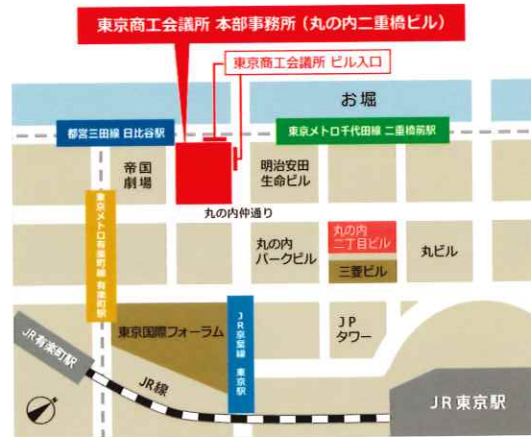 東京商工会議所 本部事務所（丸の内二重橋ビル）
東京商工会議所 ビル入口
お堀
都営三田線 日比谷駅
東京メトロ千代田線 二重橋前駅
帝国
劇場
明治安田
生命ビル
丸の内仲通り
東京メトロ有楽町線 有楽町駅
丸の内
パークビル
丸の内
二丁目ビル
三菱ビル
丸ビル
JR有楽町駅
東京国際フォーラム
JR京葉線 東京駅
JP
タワー
JR線
JR東京駅